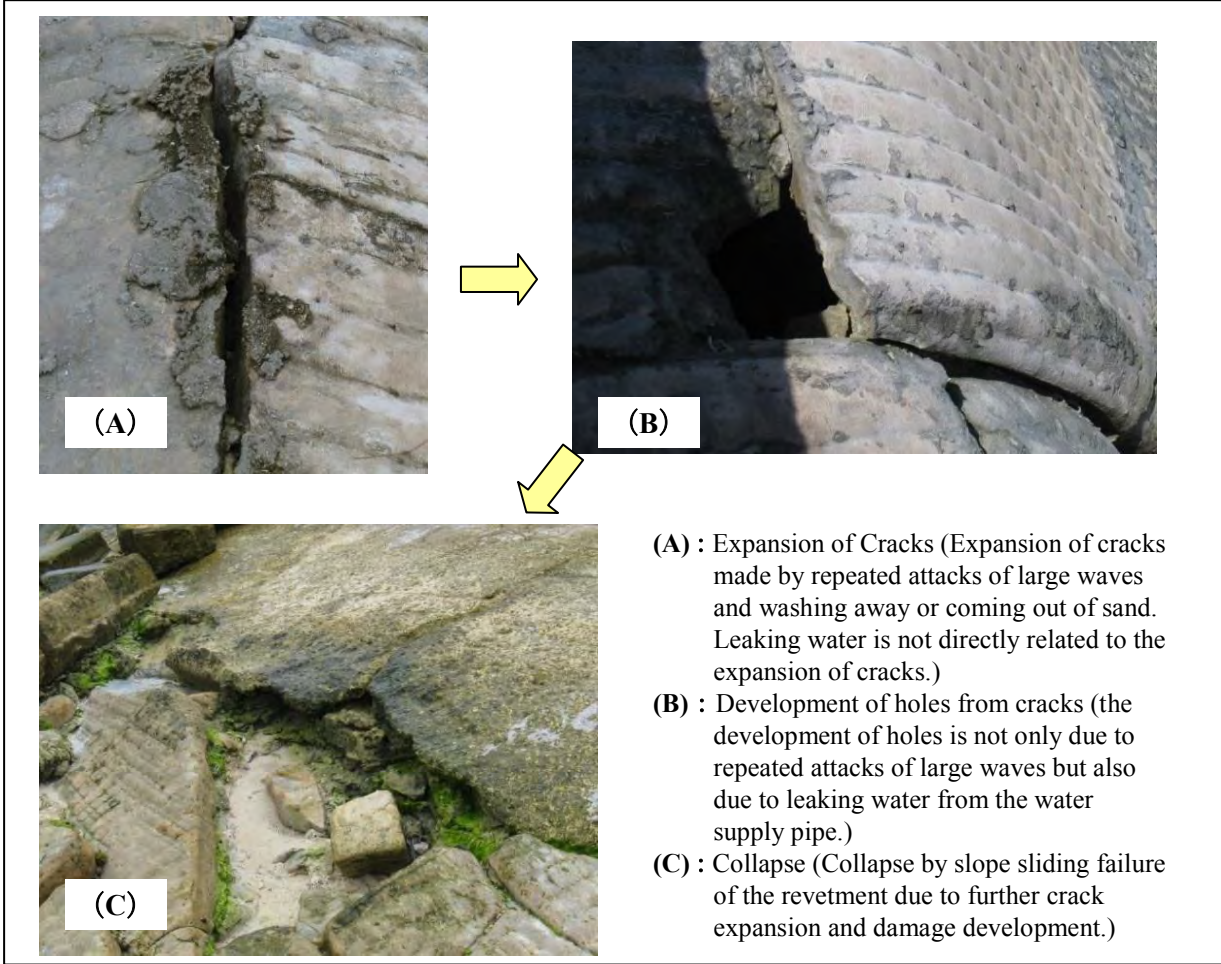 (A)
(B)
(C)
(A) : Expansion of Cracks (Expansion of cracks
made by repeated attacks of large waves
and washing away or coming out of sand.
Leaking water is not directly related to the
expansion of cracks.)
(B) : Development of holes from cracks (the
development of holes is not only due to
repeated attacks of large waves but also
due to leaking water from the water
supply pipe.)
(C) : Collapse (Collapse by slope sliding failure
of the revetment due to further crack
expansion and damage development.)